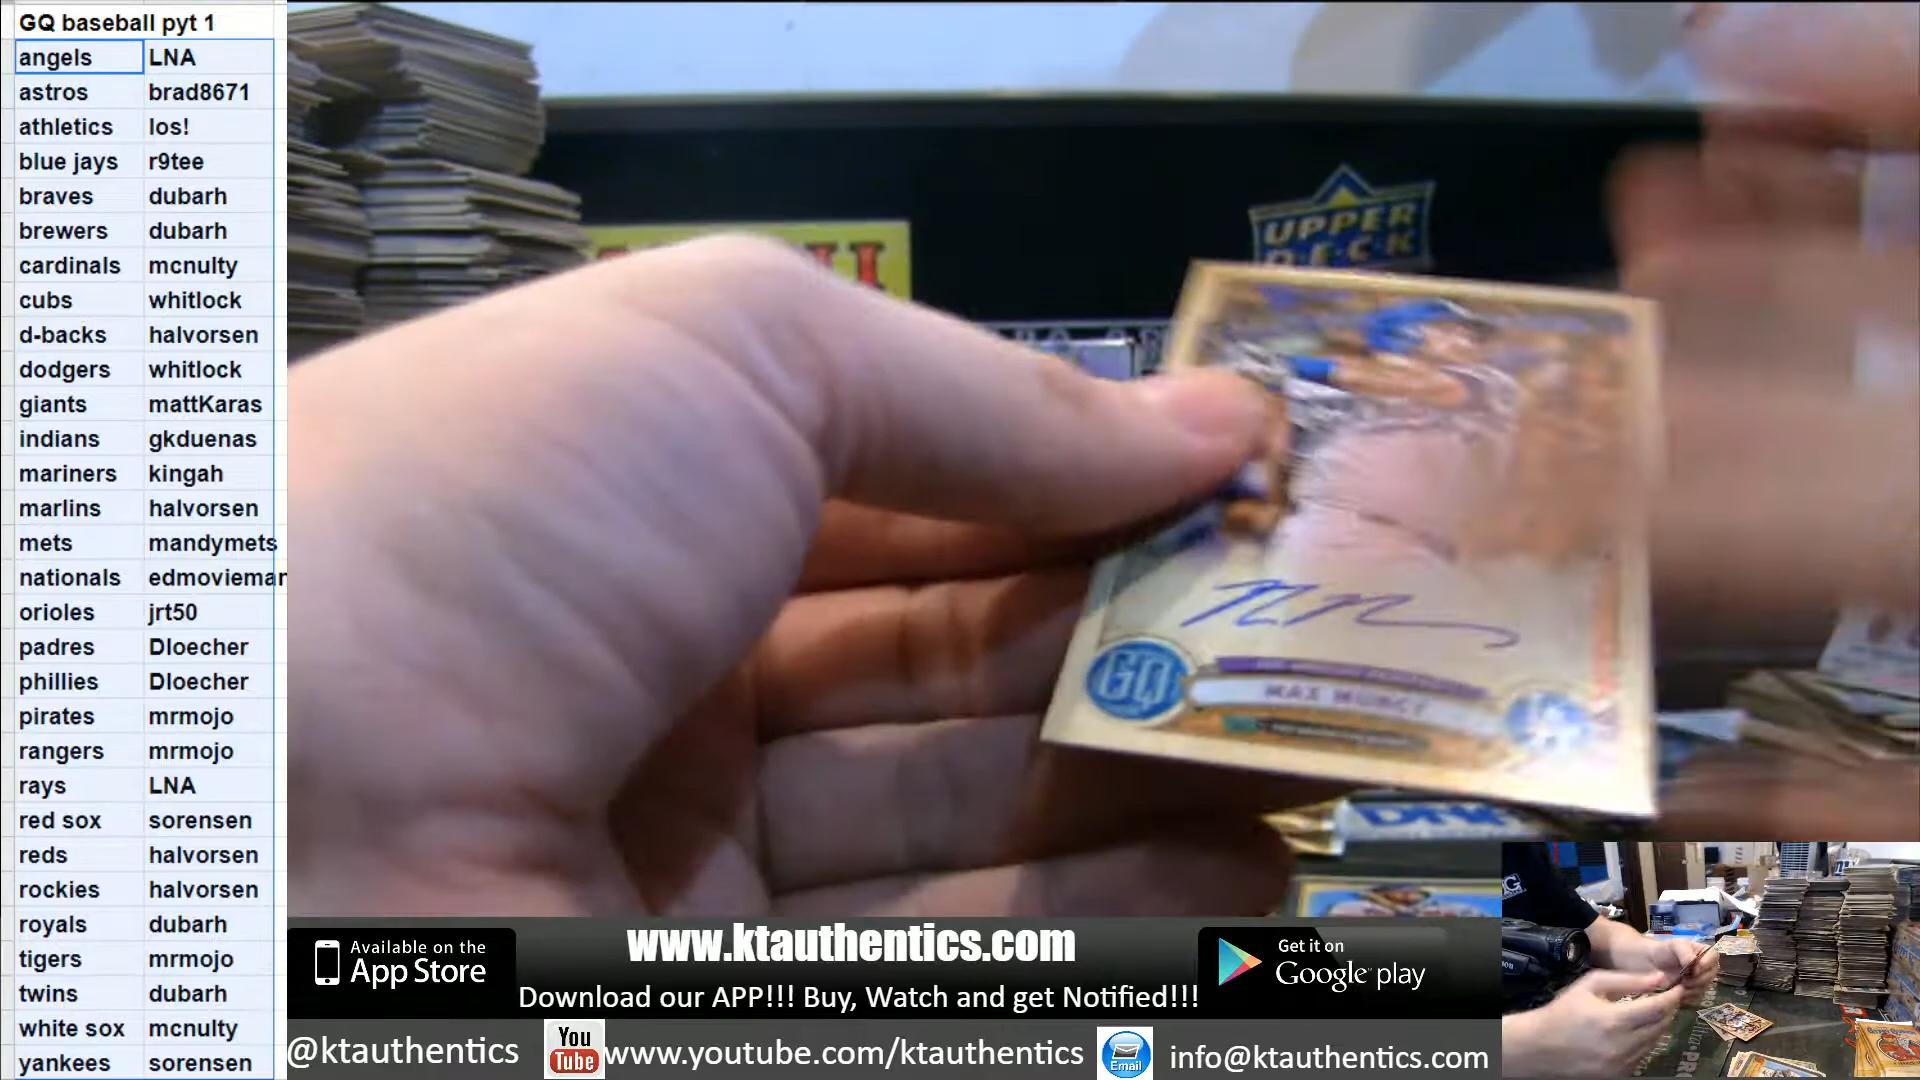 GQ baseball pyt 1
angels LNA
astros brad8671
athletics los!
blue jays r9tee
braves dubarh
brewers dubarh
cardinals mcnulty
cubs whitlock
d-backs halvorsen
dodgers whitlock
giants mattKaras
indians gkduenas
mariners kingah
marlins halvorsen
mets mandymets
nationals edmovieman
orioles jrt50
padres Dloecher
phillies Dloecher
pirates mrmojo
rangers mrmojo
rays LNA
red sox sorensen
reds halvorsen
rockies halvorsen
royals dubarh
tigers mrmojo
twins dubarh
white sox mcnulty
yankees sorensen
UPPER
DECK
GQ
MAX MUNCY
Available on the
App Store
www.ktauthentics.com
Download our APP!!! Buy, Watch and get Notified!!!
Get it on
Google play
@ktauthentics
You
Tube
www.youtube.com/ktauthentics
Email
info@ktauthentics.com